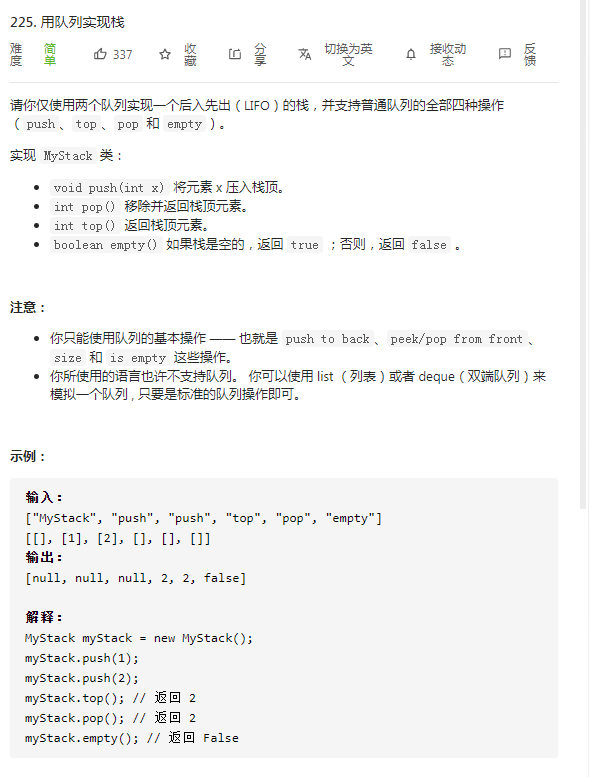 225. 用队列实现栈
难度 简单 337 收藏 分享 切换为英文 接收动态 反馈
请你仅使用两个队列实现一个后入先出（LIFO）的栈，并支持普通队列的全部四种操作
（push、top、pop 和 empty）。
实现 MyStack 类：
void push(int x) 将元素 x 压入栈顶。
int pop() 移除并返回栈顶元素。
int top() 返回栈顶元素。
boolean empty() 如果栈是空的，返回 true ；否则，返回 false 。
注意：
你只能使用队列的基本操作 —— 也就是 push to back、peek/pop from front、
size 和 is empty 这些操作。
你所使用的语言也许不支持队列。 你可以使用 list （列表）或者 deque（双端队列）来
模拟一个队列 , 只要是标准的队列操作即可。
示例：
输入：
["MyStack", "push", "push", "top", "pop", "empty"]
[[], [1], [2], [], [], []]
输出：
[null, null, null, 2, 2, false]
解释：
MyStack myStack = new MyStack();
myStack.push(1);
myStack.push(2);
myStack.top(); // 返回 2
myStack.pop(); // 返回 2
myStack.empty(); // 返回 False